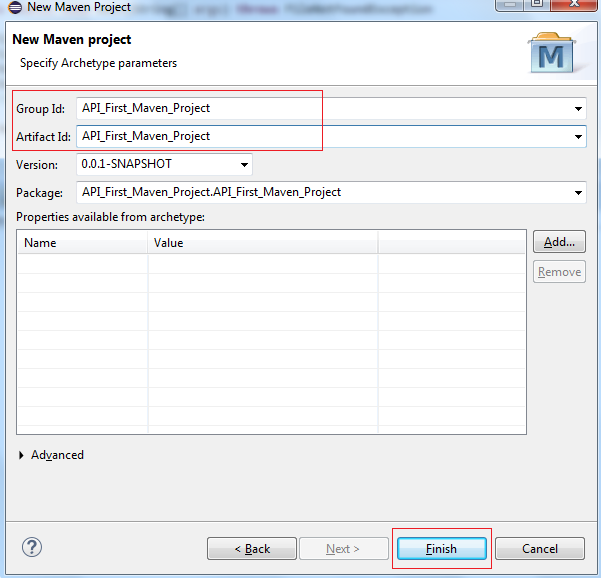 New Maven Project
New Maven project
Specify Archetype parameters
M
Group Id: API_First_Maven_Project
Artifact Id: API_First_Maven_Project
Version: 0.0.1-SNAPSHOT
Package: API_First_Maven_Project.API_First_Maven_Project
Properties available from archetype:
Name Value
Add...
Remove
Advanced
? < Back Next > Finish Cancel